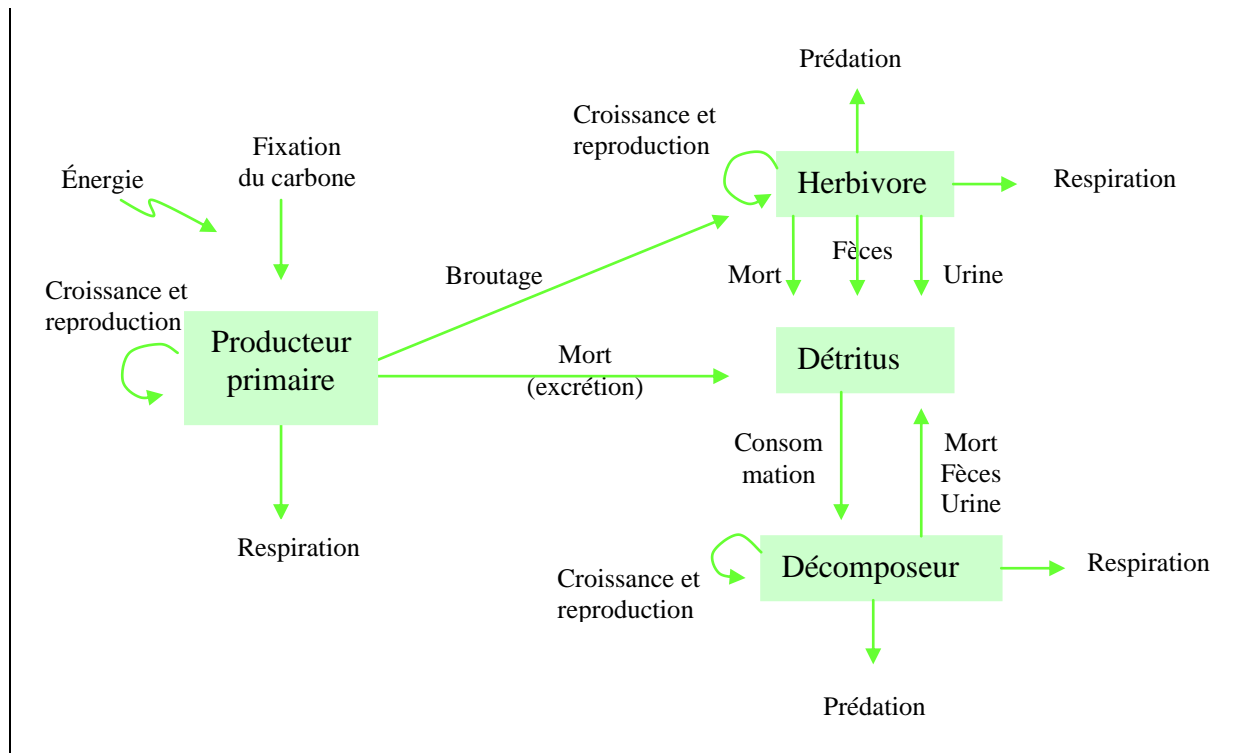 Prédation
Croissance et
reproduction
Fixation
du carbone
Énergie
Herbivore
Respiration
Fèces
Mort
Urine
Broutage
Croissance et
reproduction
Producteur
primaire
Mort
(excrétion)
Détritus
Consom
mation
Mort
Fèces
Urine
Respiration
Décomposeur
Respiration
Croissance et
reproduction
Prédation